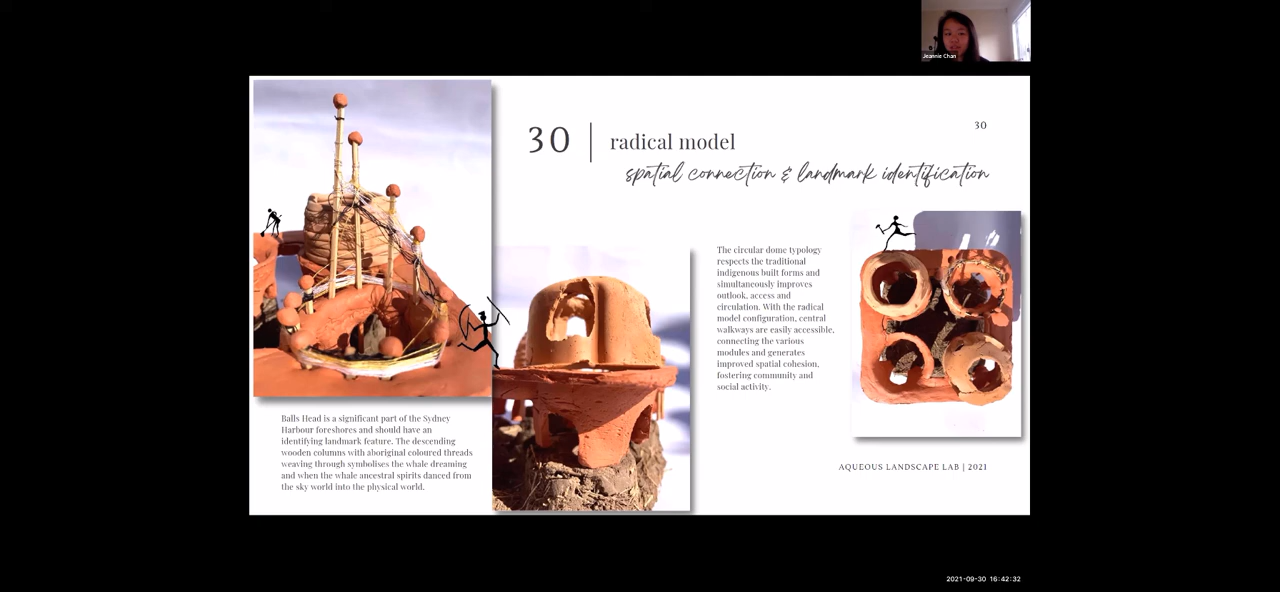 Jeannie Chan
30
30 | radical model
spatial connection & landmark identification
The circular dome typology
respects the traditional
indigenous built forms and
simultaneously improves
outlook, access and
circulation. With the radical
model configuration, central
walkways are easily accessible,
connecting the various
modules and generates
improved spatial cohesion,
fostering community and
social activity.
Balls Head is a significant part of the Sydney
Harbour foreshores and should have an
identifying landmark feature. The descending
wooden columns with aboriginal coloured threads
weaving through symbolises the whale dreaming
and when the whale ancestral spirits danced from
the sky world into the physical world.
AQUEOUS LANDSCAPE LAB | 2021
2021-09-30 16:42:32